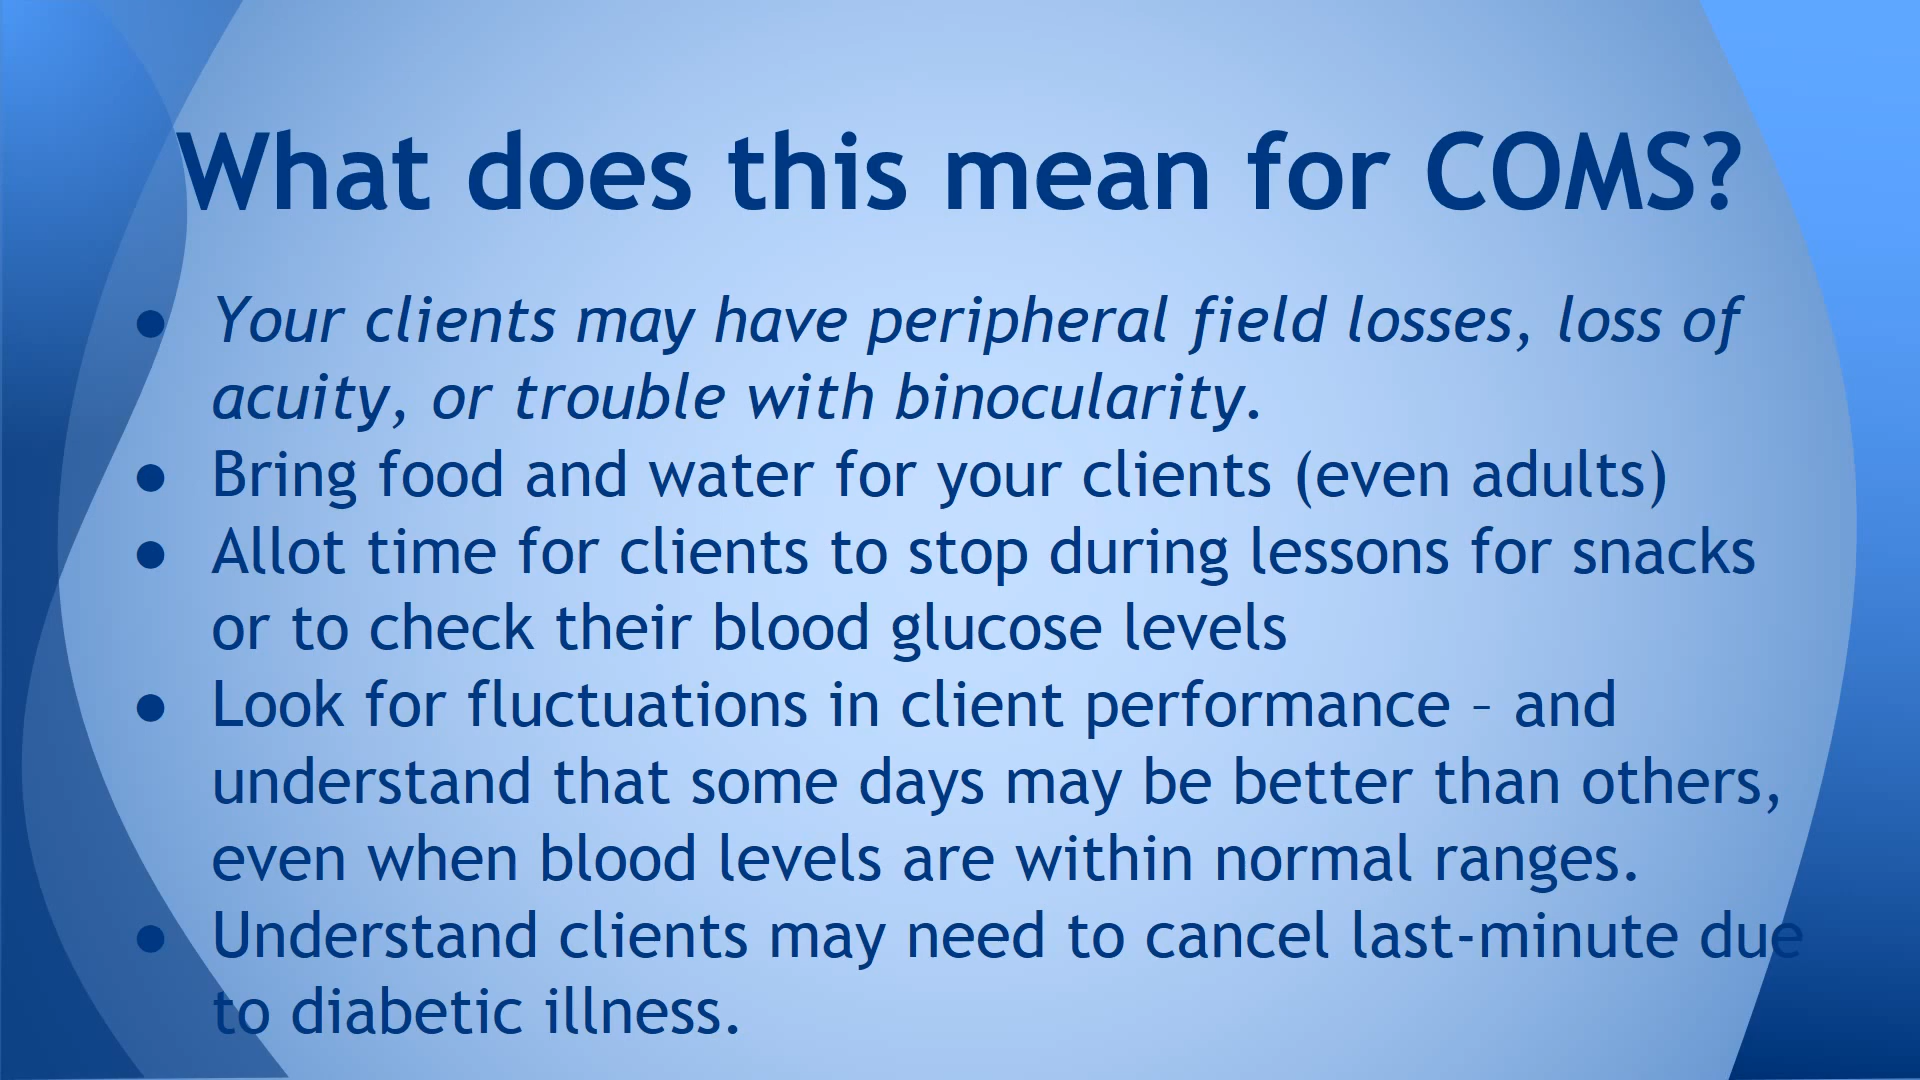 What does this mean for COMS?
● Your clients may have peripheral field losses, loss of
acuity, or trouble with binocularity.
● Bring food and water for your clients (even adults)
● Allot time for clients to stop during lessons for snacks
or to check their blood glucose levels
● Look for fluctuations in client performance – and
understand that some days may be better than others,
even when blood levels are within normal ranges.
● Understand clients may need to cancel last-minute due
to diabetic illness.